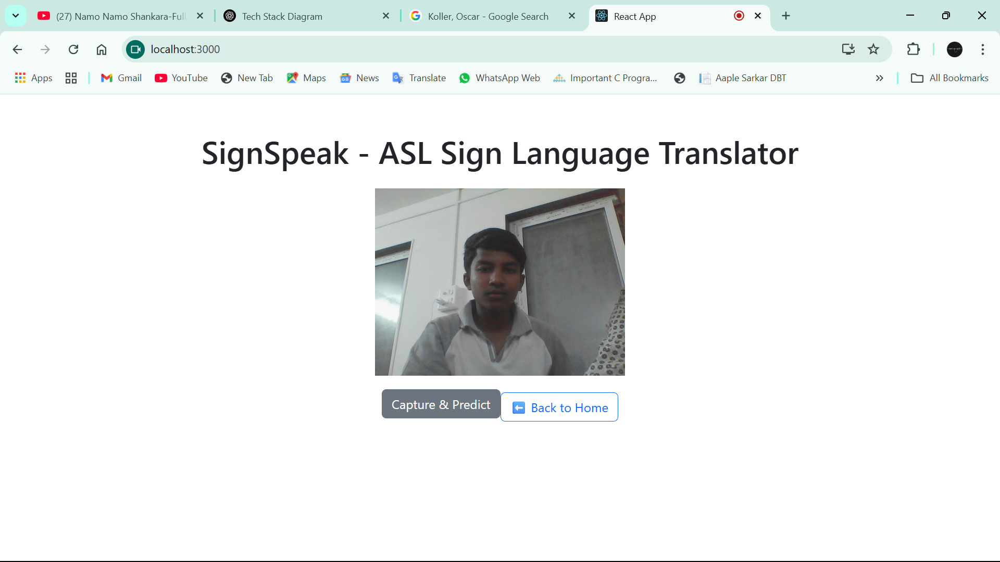 (27) Namo Namo Shankara-Full
Tech Stack Diagram
Koller, Oscar - Google Search
React App
localhost:3000
Apps
Gmail
YouTube
New Tab
Maps
News
Translate
WhatsApp Web
Important C Progra...
Aaple Sarkar DBT
All Bookmarks
SignSpeak - ASL Sign Language Translator
Capture & Predict
Back to Home